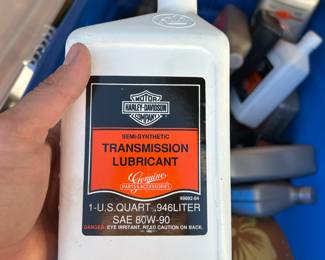 MOTOR
HARLEY-DAVIDSON
COMPANY
SEMI-SYNTHETIC
TRANSMISSION
LUBRICANT
Genuine
PARTS & ACCESSORIES
99892-84
1-U.S. QUART .946LITER
SAE 80W-90
DANGER: EYE IRRITANT. READ CAUTION ON BACK.